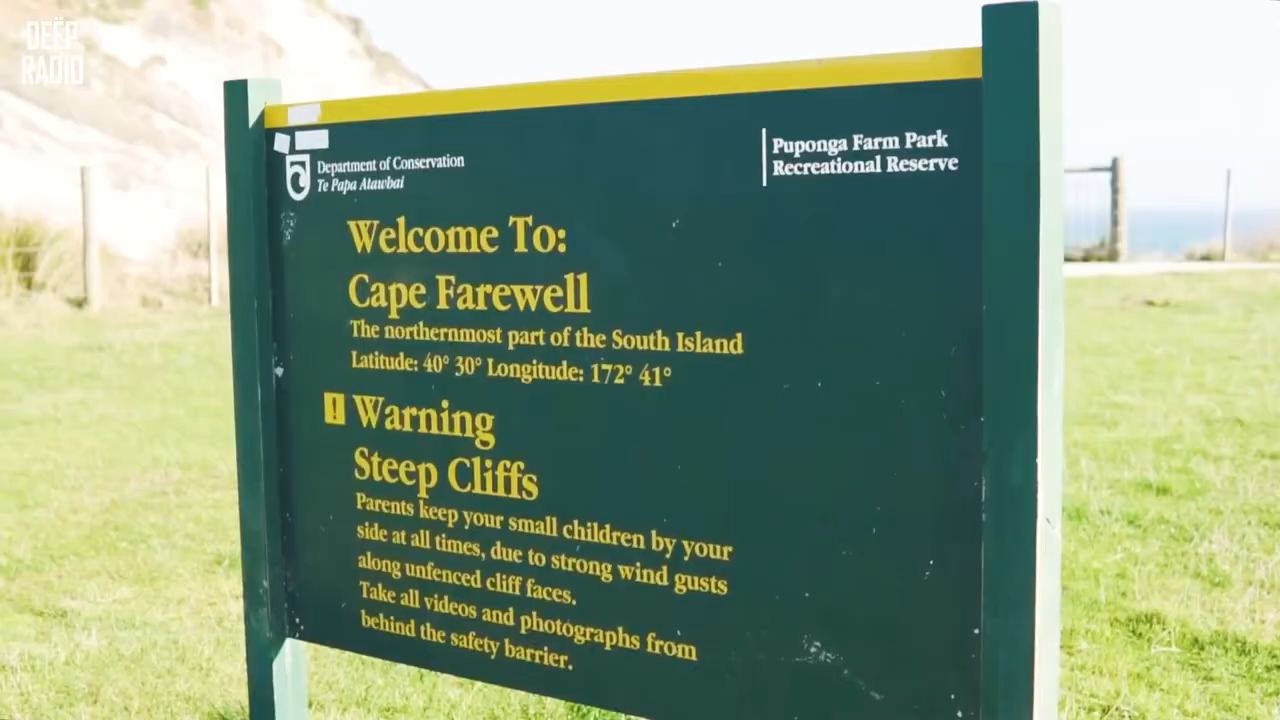 DEËP
RADIO
Department of Conservation
Te Papa Atawhai
Puponga Farm Park
Recreational Reserve
Welcome To:
Cape Farewell
The northernmost part of the South Island
Latitude: 40° 30° Longitude: 172° 41°
! Warning
Steep Cliffs
Parents keep your small children by your
side at all times, due to strong wind gusts
along unfenced cliff faces.
Take all videos and photographs from
behind the safety barrier.